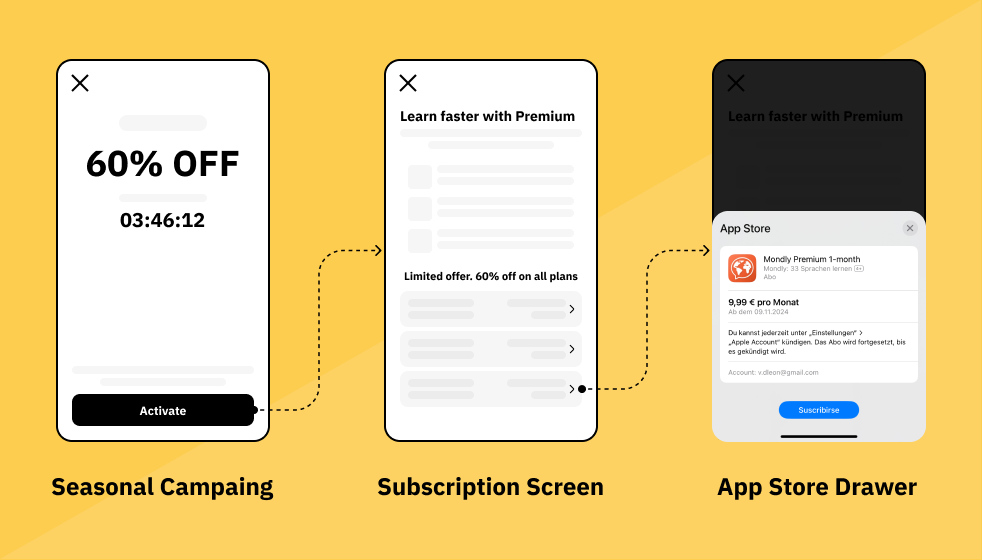 60% OFF
03:46:12
Activate
Seasonal Campaing
Learn faster with Premium
Limited offer. 60% off on all plans
Subscription Screen
Learn faster with Premium
App Store
Mondly Premium 1-month
Mondly: 33 Sprachen lernen 4+
Abo
9,99 € pro Monat
Ab dem 09.11.2024
Du kannst jederzeit unter „Einstellungen“ >
„Apple Account“ kündigen. Das Abo wird fortgesetzt, bis
es gekündigt wird.
Account: v.dleon@gmail.com
Suscribirse
App Store Drawer